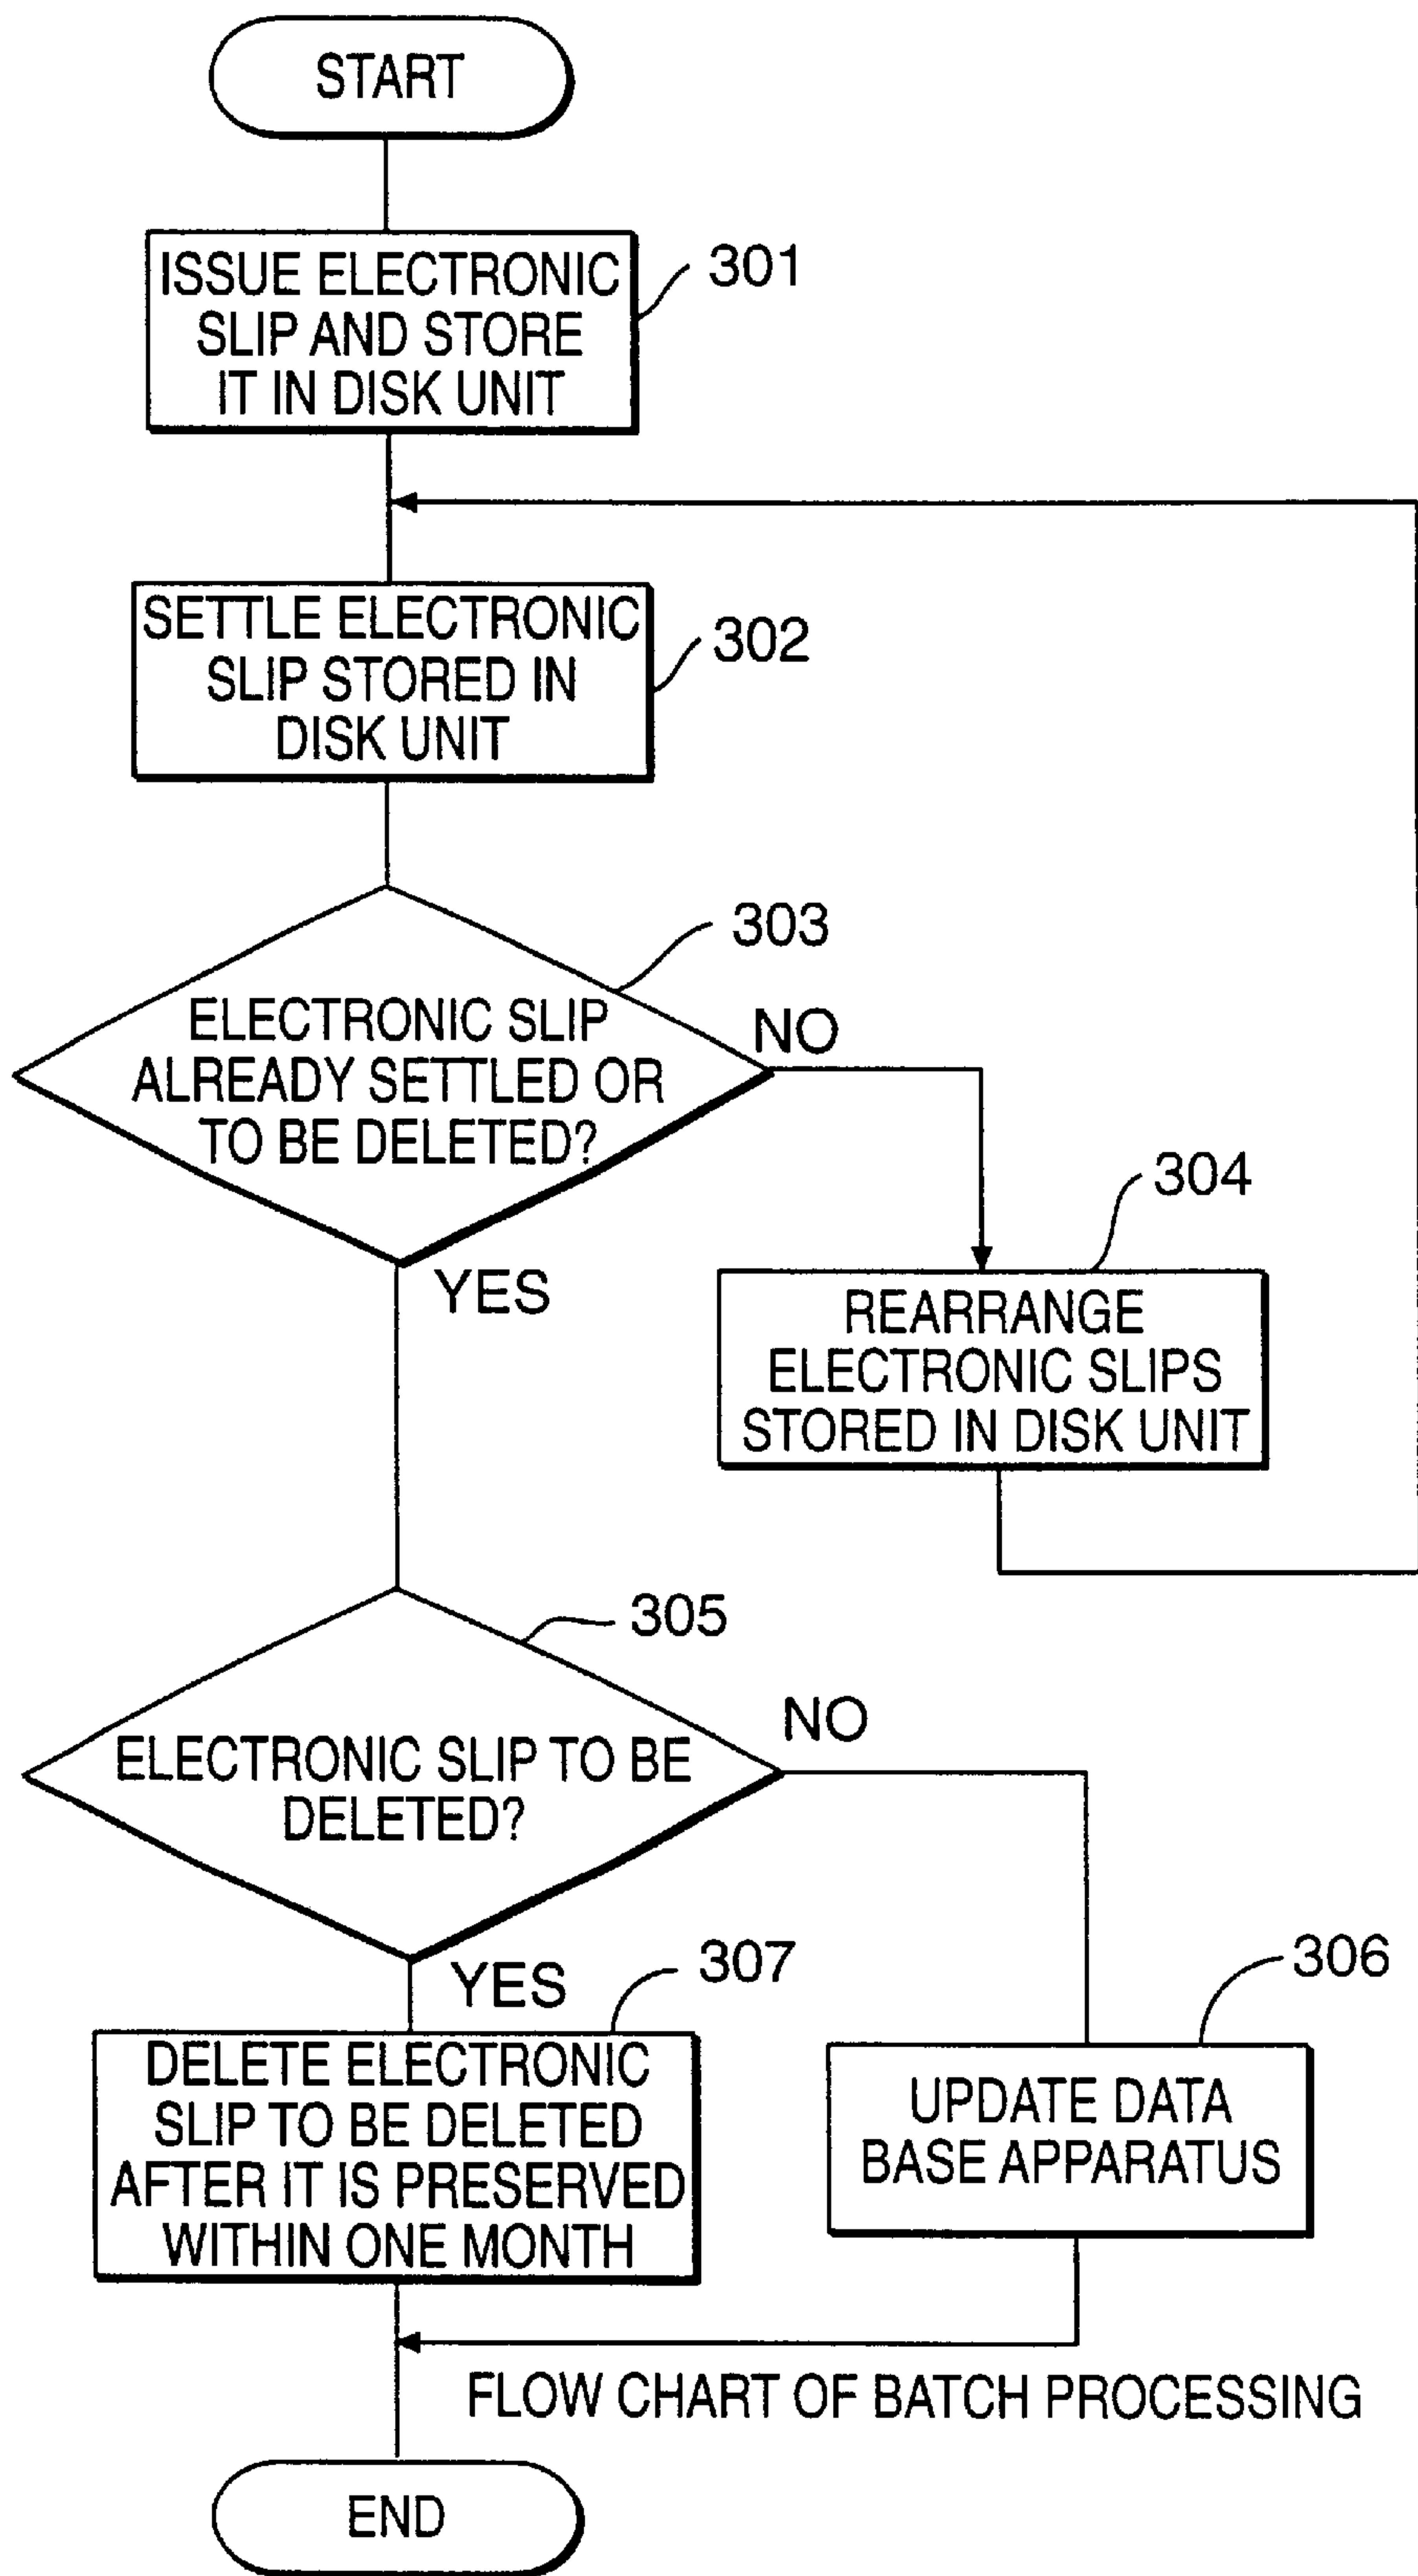 START
ISSUE ELECTRONIC
SLIP AND STORE
IT IN DISK UNIT
301
SETTLE ELECTRONIC
SLIP STORED IN
DISK UNIT
302
303
ELECTRONIC SLIP
ALREADY SETTLED OR
TO BE DELETED?
NO
YES
304
REARRANGE
ELECTRONIC SLIPS
STORED IN DISK UNIT
305
ELECTRONIC SLIP TO BE
DELETED?
NO
YES
307
DELETE ELECTRONIC
SLIP TO BE DELETED
AFTER IT IS PRESERVED
WITHIN ONE MONTH
306
UPDATE DATA
BASE APPARATUS
FLOW CHART OF BATCH PROCESSING
END